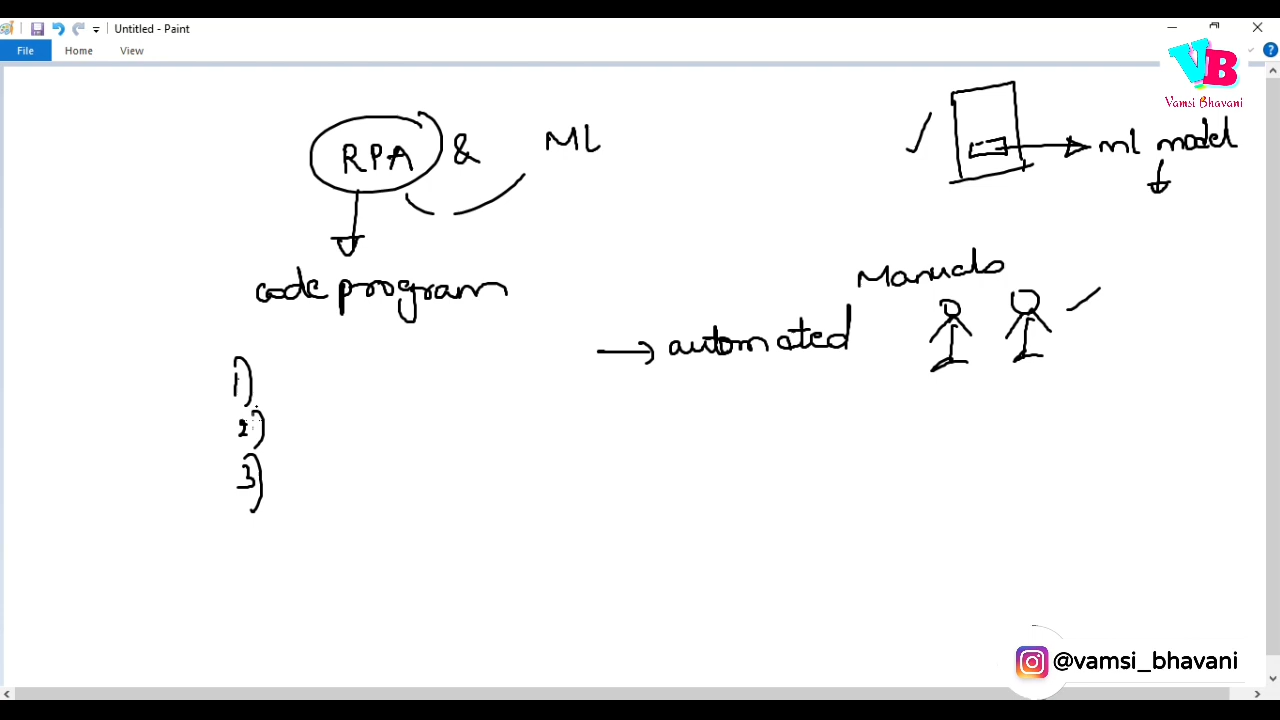 Untitled - Paint
File Home View
VB
Vamsi Bhavani
RPA & ML
ml model
code program
Manuals
→ automated
1)
2)
3)
@vamsi_bhavani